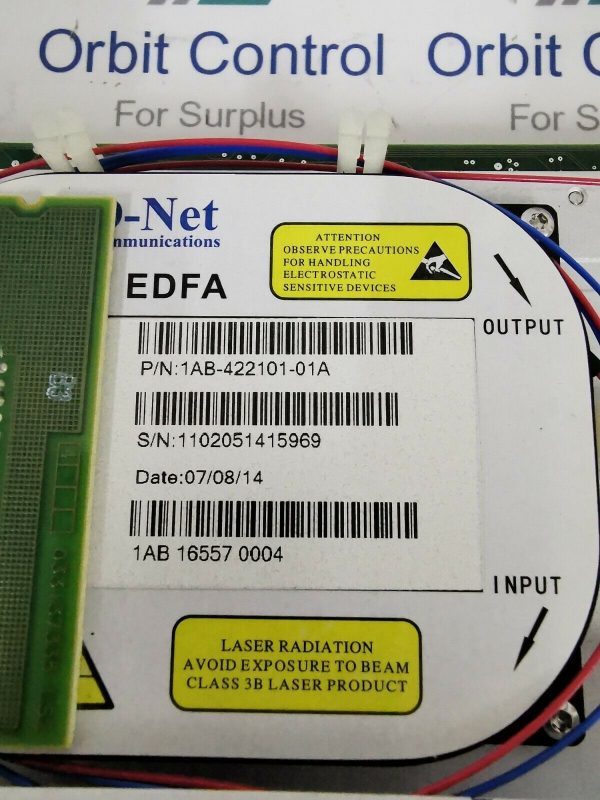 Orbit Control Orbit C
For Surplus For S
-Net
mmunications
ATTENTION
OBSERVE PRECAUTIONS
FOR HANDLING
ELECTROSTATIC
SENSITIVE DEVICES
EDFA
OUTPUT
P/N:1AB-422101-01A
S/N:1102051415969
Date:07/08/14
1AB 16557 0004
INPUT
LASER RADIATION
AVOID EXPOSURE TO BEAM
CLASS 3B LASER PRODUCT